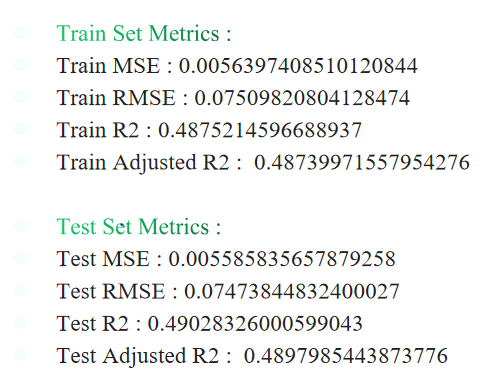 Train Set Metrics :
Train MSE : 0.0056397408510120844
Train RMSE : 0.07509820804128474
Train R2 : 0.4875214596688937
Train Adjusted R2 : 0.48739971557954276
Test Set Metrics :
Test MSE : 0.005585835657879258
Test RMSE : 0.07473844832400027
Test R2 : 0.49028326000599043
Test Adjusted R2 : 0.4897985443873776